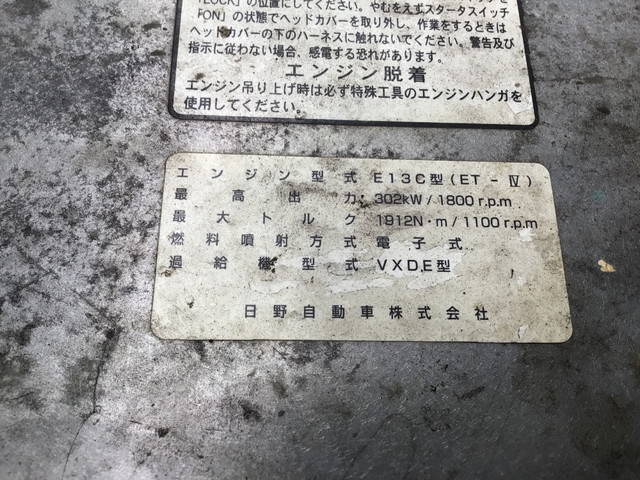 「LOCK」の位置にしてください。やむをえずスタータスイッチ
「ON」の状態でヘッドカバーを取り外し、作業をするときは
ヘッドカバーの下のハーネスに触れないでください。警告及び
指示に従わない場合、感電する恐れがあります。
エンジン脱着
エンジン吊り上げ時は必ず特殊工具のエンジンハンガを
使用してください。
エンジン型式 E13C型(ET-Ⅳ)
最高出力 302kW/1800r.p.m
最大トルク 1912N・m/1100r.p.m
燃料噴射方式 電子式
過給機型式 VXD,E型
日野自動車株式会社